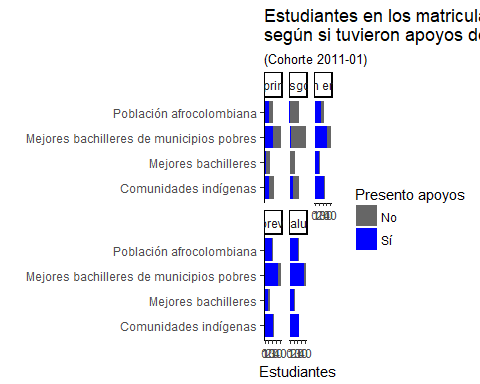 Estudiantes en los matricula
según si tuvieron apoyos de
(Cohorte 2011-01)
Población afrocolombiana
Mejores bachilleres de municipios pobres
Mejores bachilleres
Comunidades indígenas
Presento apoyos
No
Sí
Población afrocolombiana
Mejores bachilleres de municipios pobres
Mejores bachilleres
Comunidades indígenas
Estudiantes